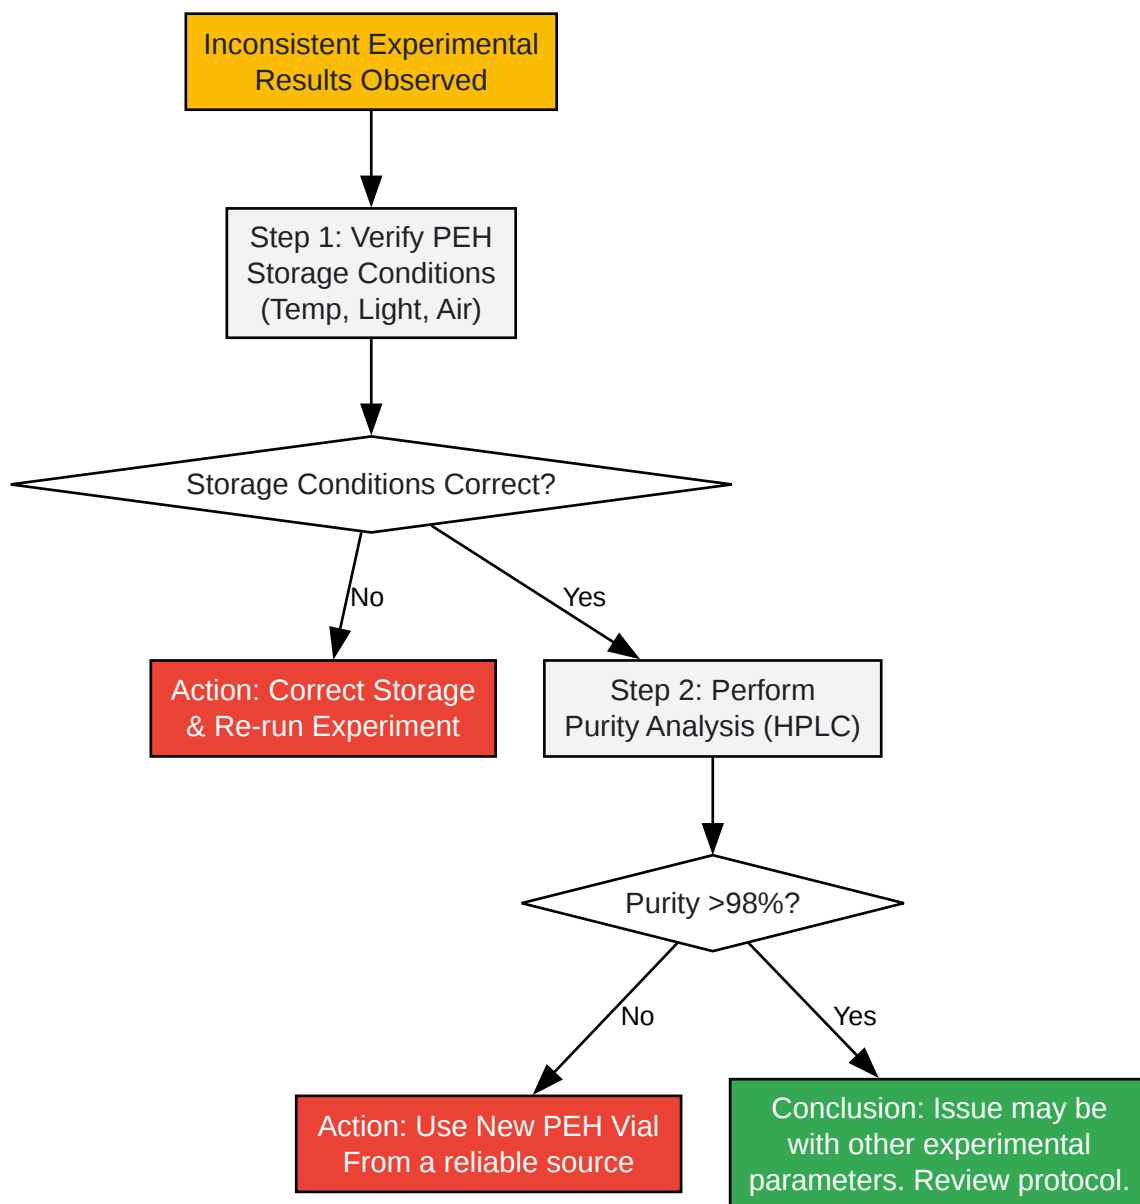 Inconsistent Experimental
Results Observed
Step 1: Verify PEH
Storage Conditions
(Temp, Light, Air)
Storage Conditions Correct?
No
Yes
Action: Correct Storage
& Re-run Experiment
Step 2: Perform
Purity Analysis (HPLC)
Purity >98%?
No
Yes
Action: Use New PEH Vial
From a reliable source
Conclusion: Issue may be
with other experimental
parameters. Review protocol.